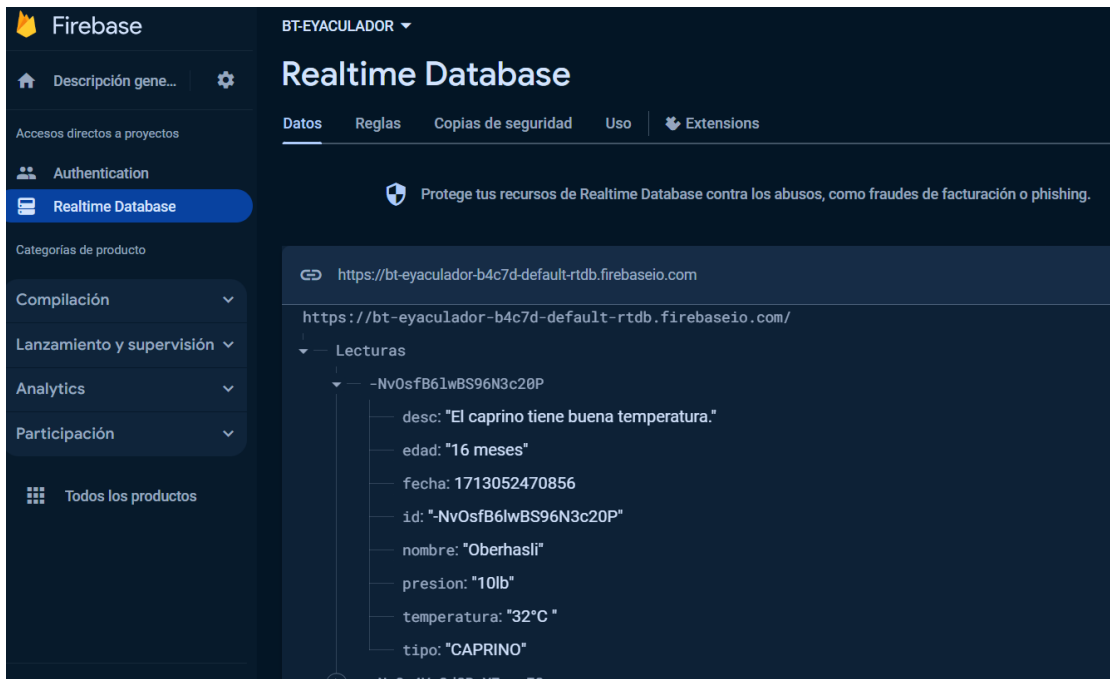 Firebase
Descripción gene...
Accesos directos a proyectos
Authentication
Realtime Database
Categorías de producto
Compilación
Lanzamiento y supervisión
Analytics
Participación
Todos los productos
BT-EYACULADOR
Realtime Database
Datos Reglas Copias de seguridad Uso Extensions
Protege tus recursos de Realtime Database contra los abusos, como fraudes de facturación o phishing.
https://bt-eyaculador-b4c7d-default-rtdb.firebaseio.com
https://bt-eyaculador-b4c7d-default-rtdb.firebaseio.com/
Lecturas
-NvOsfB6lwBS96N3c20P
desc: "El caprino tiene buena temperatura."
edad: "16 meses"
fecha: 1713052470856
id: "-NvOsfB6lwBS96N3c20P"
nombre: "Oberhasli"
presion: "10lb"
temperatura: "32°C "
tipo: "CAPRINO"